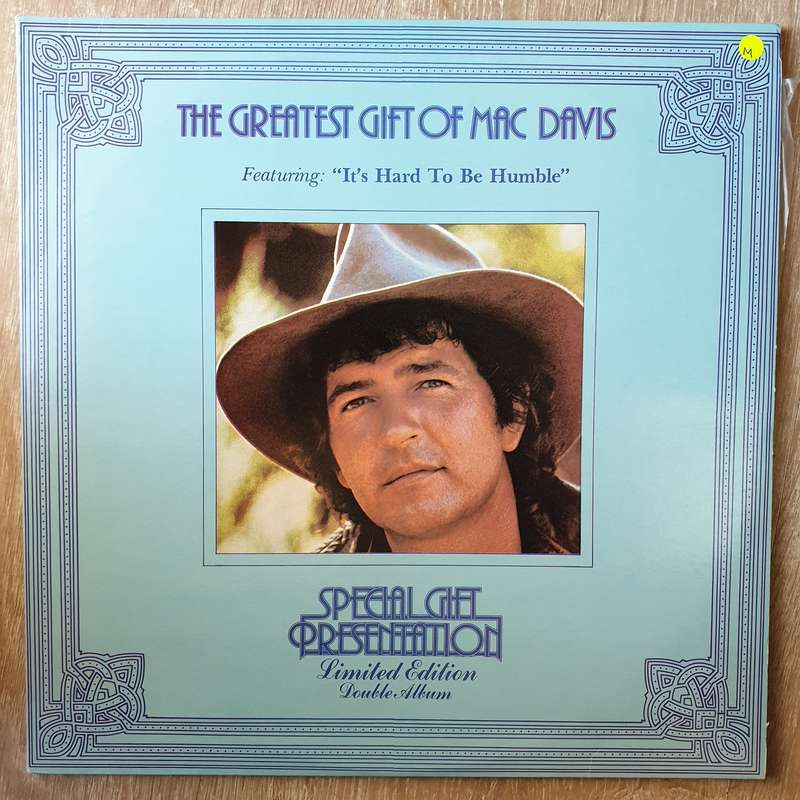 M
THE GREATEST GIFT OF MAC DAVIS
Featuring: “It's Hard To Be Humble”
SPECIAL GIFT
PRESENTATION
Limited Edition
Double Album